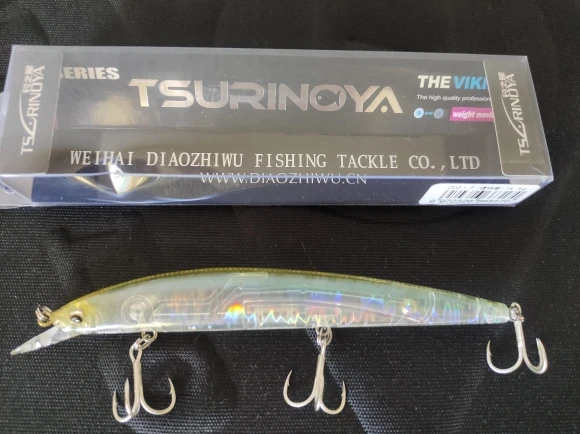 SERIES
TSURINOYA
THE VIKI
The high quality professional
weight movi
TSURINOYA
TSURINOYA
WEIHAI DIAOZHIWU FISHING TACKLE CO.,LTD
WWW.DIAOZHIWU.CN